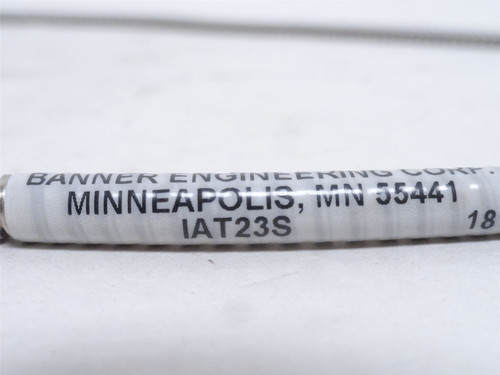 BANNER ENGINEERING CORP.
MINNEAPOLIS, MN 55441
IAT23S
18